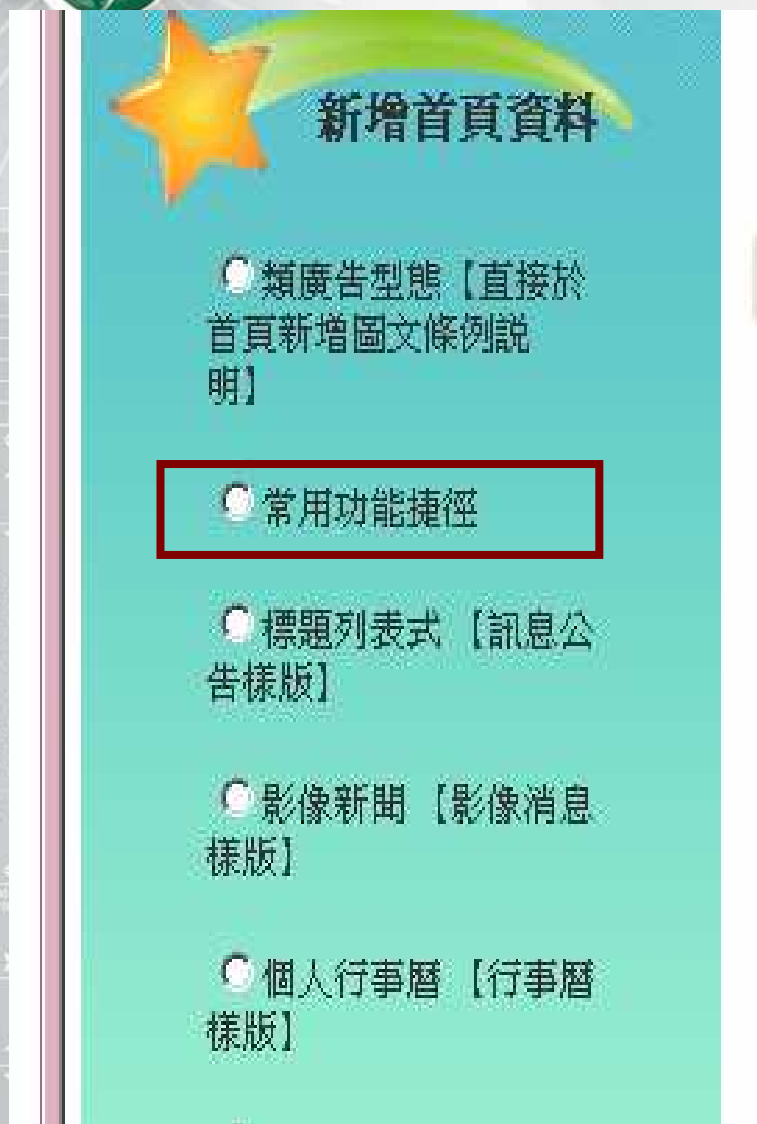 新增首頁資料
類廣告型態【直接於
首頁新增圖文條例說
明】
常用功能捷徑
標題列表式 【訊息公
告樣版】
影像新聞 【影像消息
樣版】
個人行事曆 【行事曆
樣版】